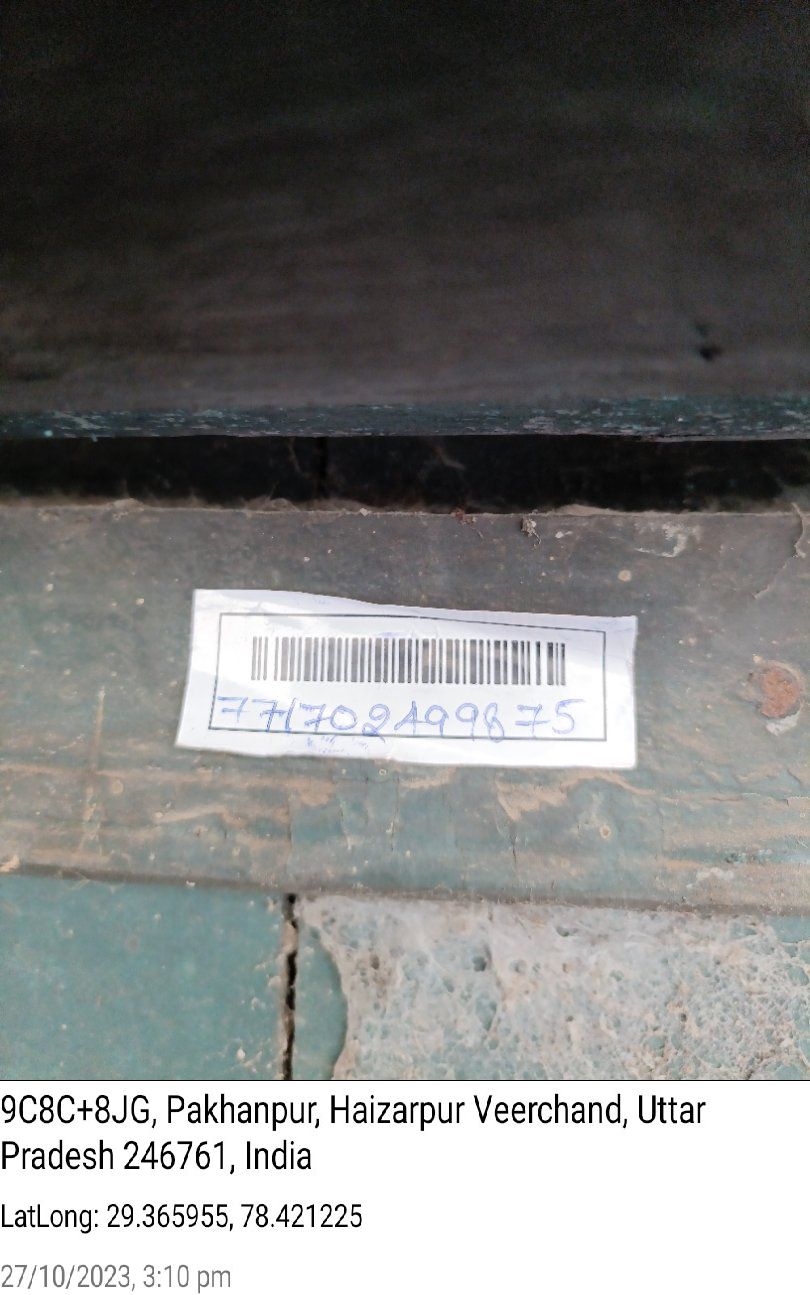 771702499875
9C8C+8JG, Pakhanpur, Haizarpur Veerchand, Uttar
Pradesh 246761, India
LatLong: 29.365955, 78.421225
27/10/2023, 3:10 pm